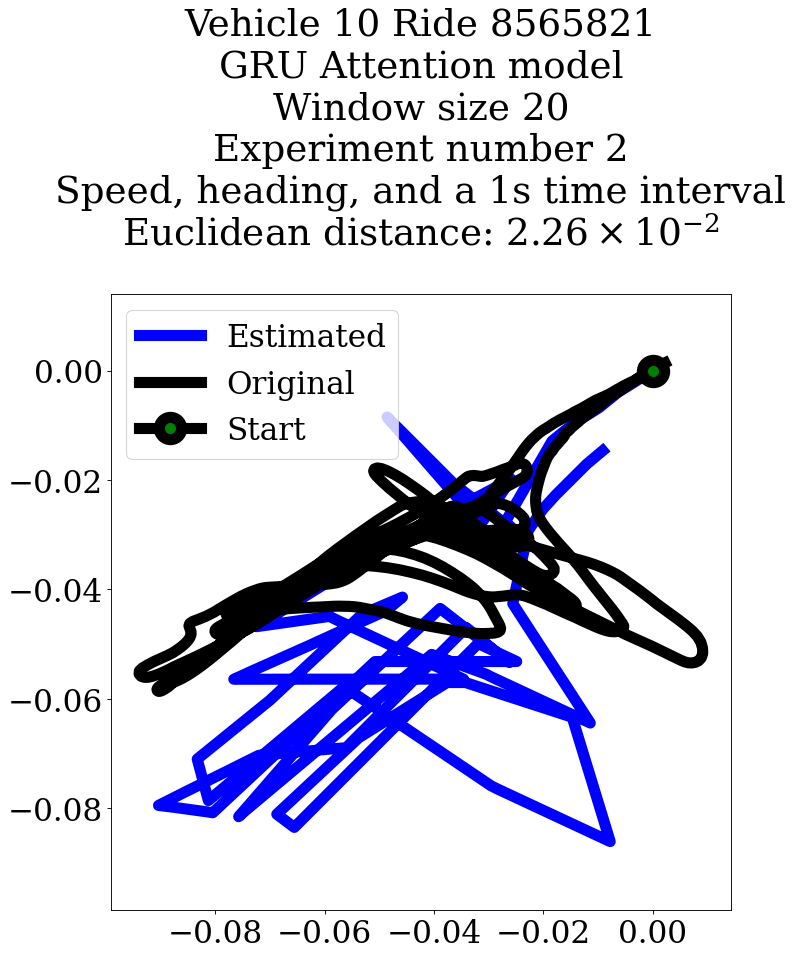 Vehicle 10 Ride 8565821
GRU Attention model
Window size 20
Experiment number 2
Speed, heading, and a 1s time interval
Euclidean distance: 2.26 × 10⁻²
Estimated
Original
Start
0.00
−0.02
−0.04
−0.06
−0.08
−0.08 −0.06 −0.04 −0.02 0.00